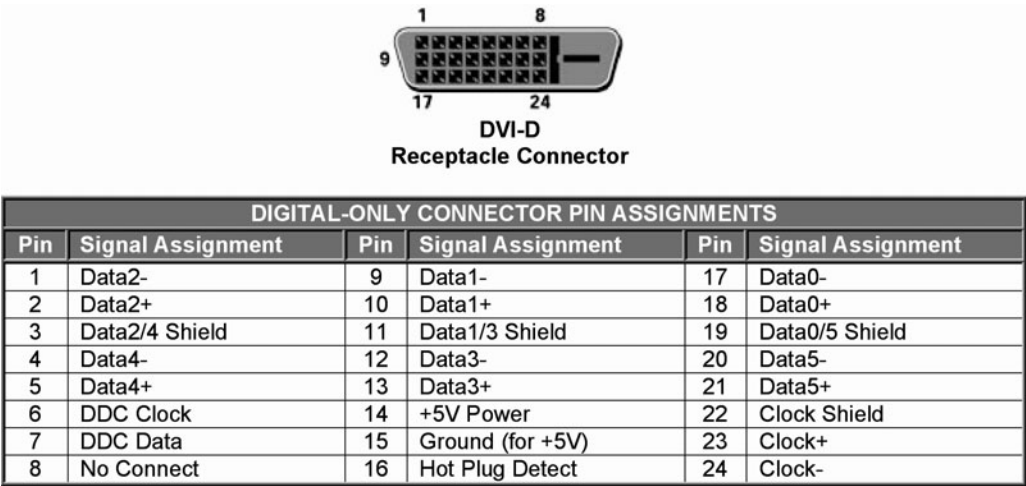 1 8
9
17 24
DVI-D
Receptacle Connector
DIGITAL-ONLY CONNECTOR PIN ASSIGNMENTS
Pin Signal Assignment Pin Signal Assignment Pin Signal Assignment
1 Data2- 9 Data1- 17 Data0-
2 Data2+ 10 Data1+ 18 Data0+
3 Data2/4 Shield 11 Data1/3 Shield 19 Data0/5 Shield
4 Data4- 12 Data3- 20 Data5-
5 Data4+ 13 Data3+ 21 Data5+
6 DDC Clock 14 +5V Power 22 Clock Shield
7 DDC Data 15 Ground (for +5V) 23 Clock+
8 No Connect 16 Hot Plug Detect 24 Clock-